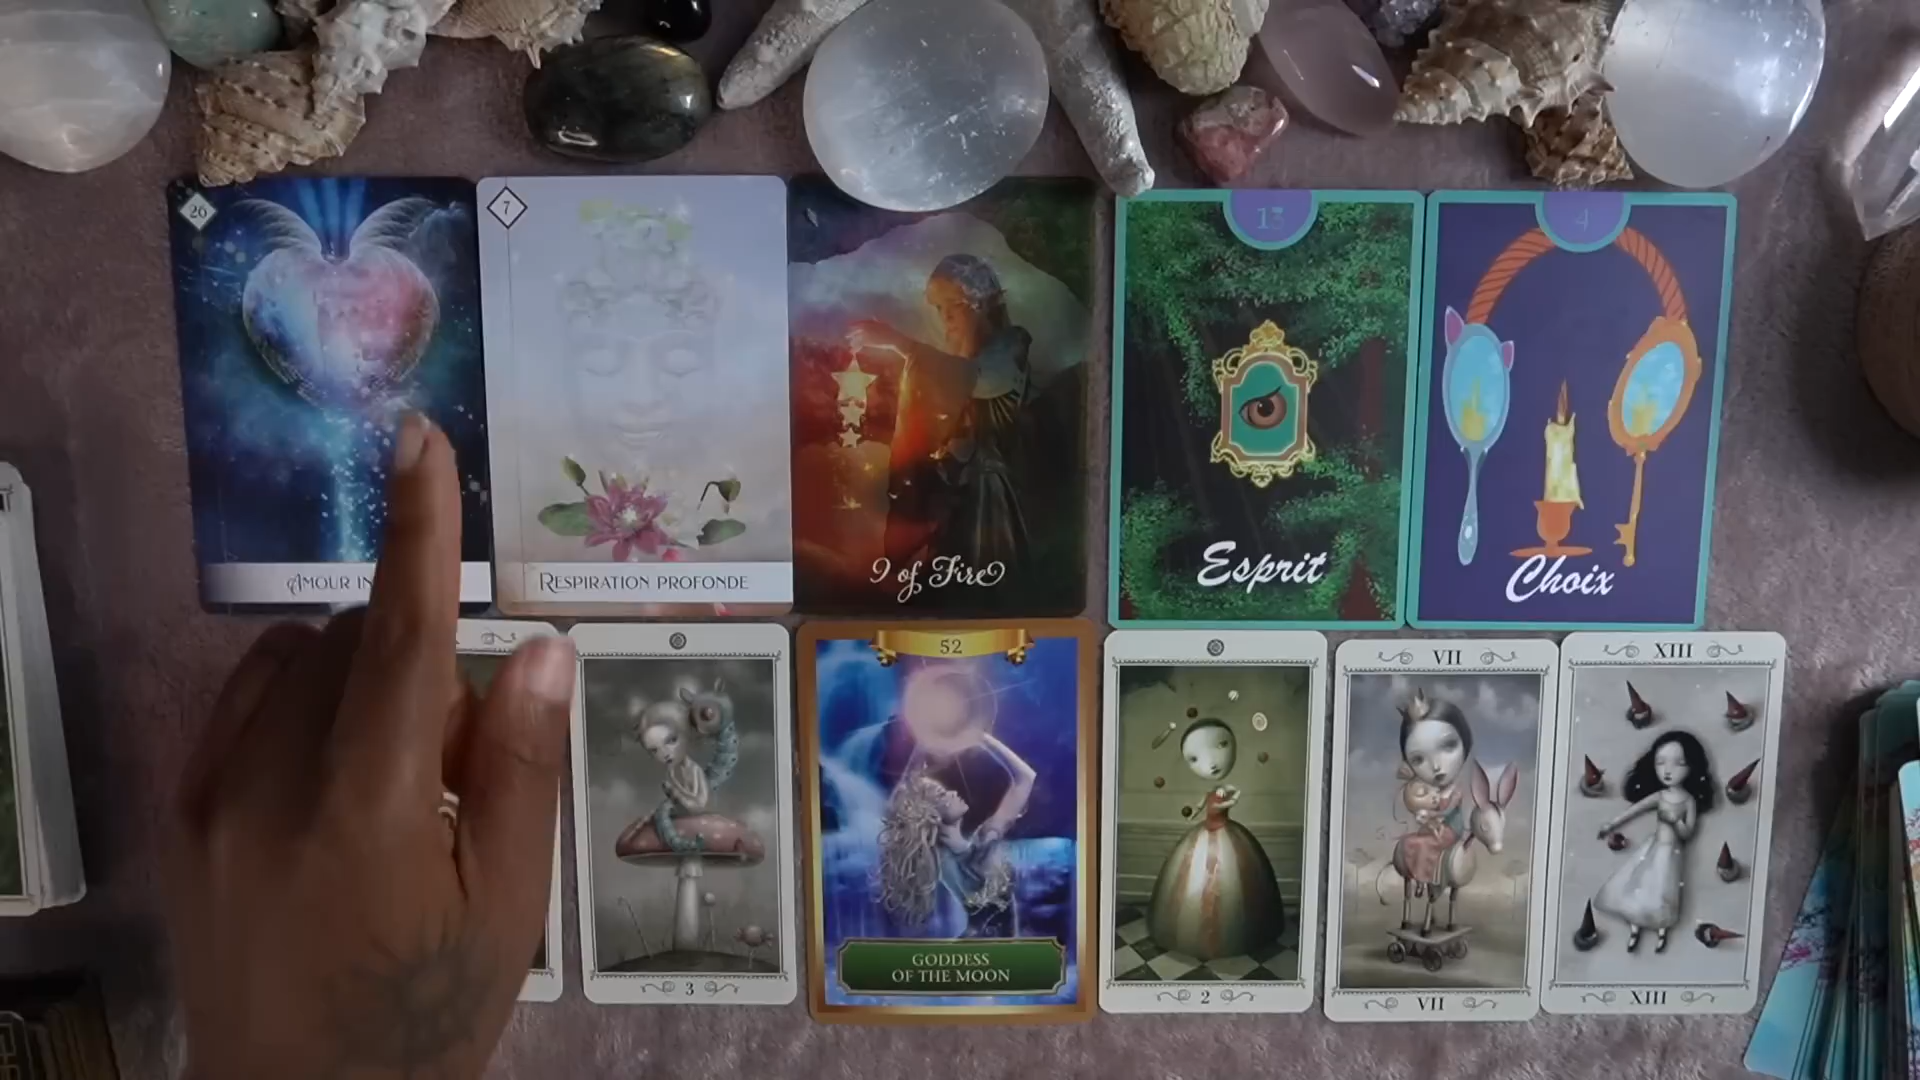 26
AMOUR IN
7
RESPIRATION PROFONDE
9 of Fire
Esprit
4
Choix
3
52
GODDESS
OF THE MOON
2
VII
VII
XIII
XIII